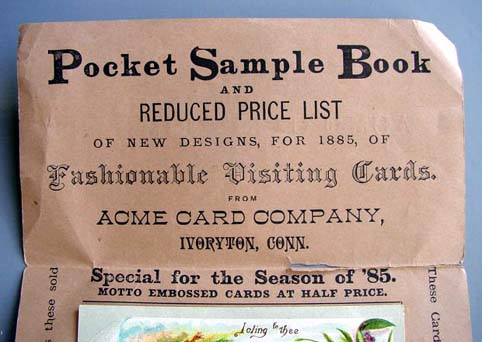 Pocket Sample Book
AND
REDUCED PRICE LIST
OF NEW DESIGNS, FOR 1885, OF
Fashionable Visiting Cards.
FROM
ACME CARD COMPANY,
IVORYTON, CONN.
Special for the Season of '85.
MOTTO EMBOSSED CARDS AT HALF PRICE.
s these sold
These Card
to thee